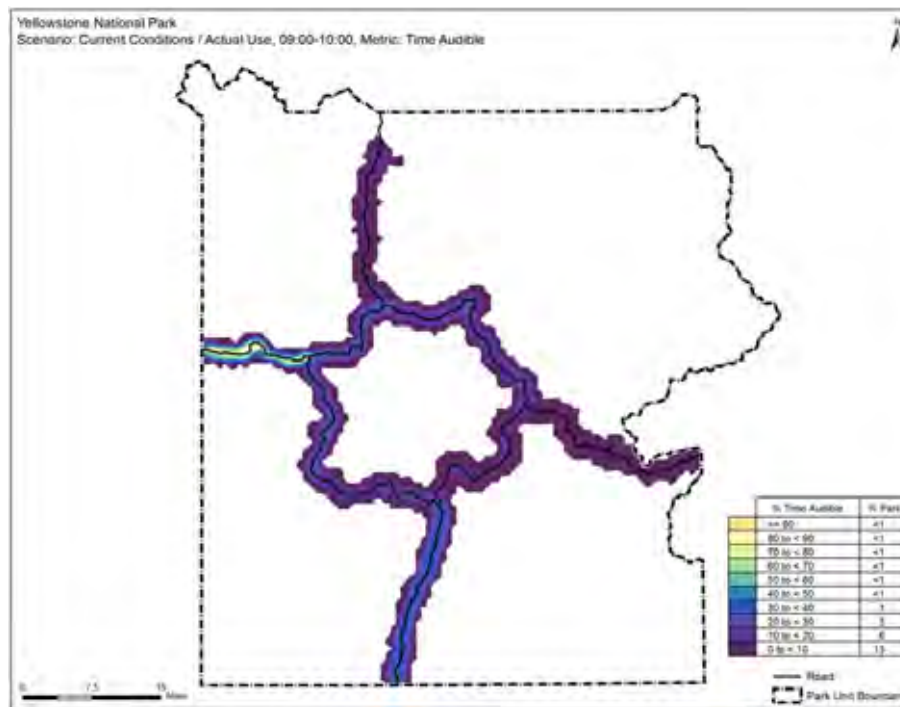 Yellowstone National Park
Scenario: Current Conditions / Actual Use, 09:00-10:00, Metric: Time Audible
% Time Audible % Park
>= 90 <1
80 to < 90 <1
70 to < 80 <1
60 to < 70 <1
50 to < 60 <1
40 to < 50 <1
30 to < 40 1
20 to < 30 3
10 to < 20 6
0 to < 10 13
0 7.5 15
Miles
Road
Park Unit Boundary